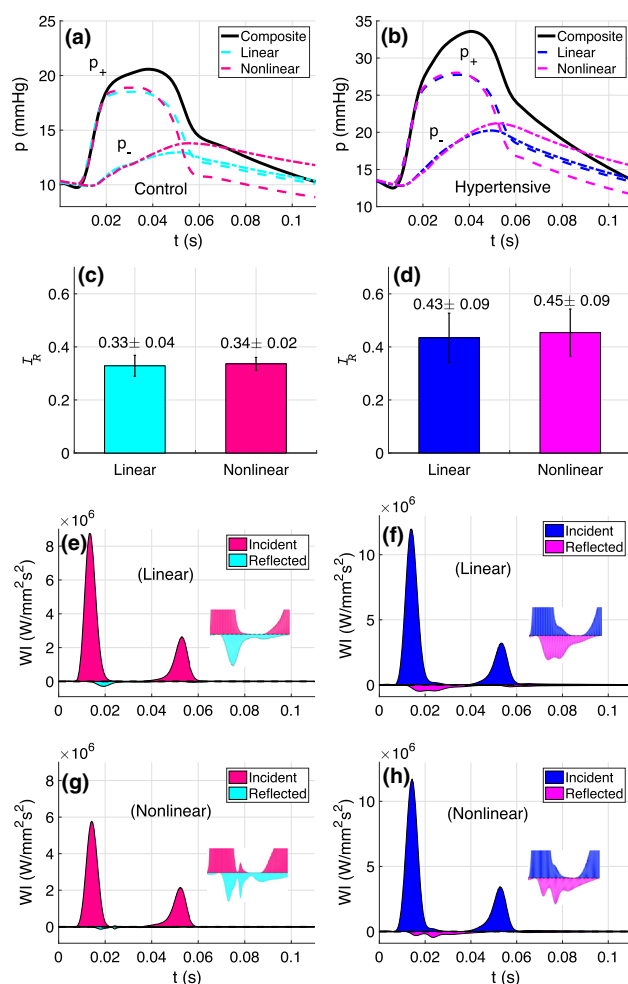 (a)
Composite
Linear
Nonlinear
p+
p-
Control
p (mmHg)
25
20
15
10
0.02 0.04 0.06 0.08 0.1
t (s)
(b)
Composite
Linear
Nonlinear
p+
p-
Hypertensive
p (mmHg)
35
30
25
20
15
10
0.02 0.04 0.06 0.08 0.1
t (s)
(c)
0.33± 0.04
0.34± 0.02
I_R
0.6
0.4
0.2
0
Linear Nonlinear
(d)
0.43± 0.09
0.45± 0.09
I_R
0.6
0.4
0.2
0
Linear Nonlinear
× 10^6
(e)
Incident
Reflected
(Linear)
WI (W/mm²s²)
8
6
4
2
0
0 0.02 0.04 0.06 0.08 0.1
× 10^6
(f)
Incident
Reflected
(Linear)
WI (W/mm²s²)
10
5
0
0 0.02 0.04 0.06 0.08 0.1
× 10^6
(g)
Incident
Reflected
(Nonlinear)
WI (W/mm²s²)
8
6
4
2
0
0 0.02 0.04 0.06 0.08 0.1
t (s)
× 10^6
(h)
Incident
Reflected
(Nonlinear)
WI (W/mm²s²)
10
5
0
0 0.02 0.04 0.06 0.08 0.1
t (s)